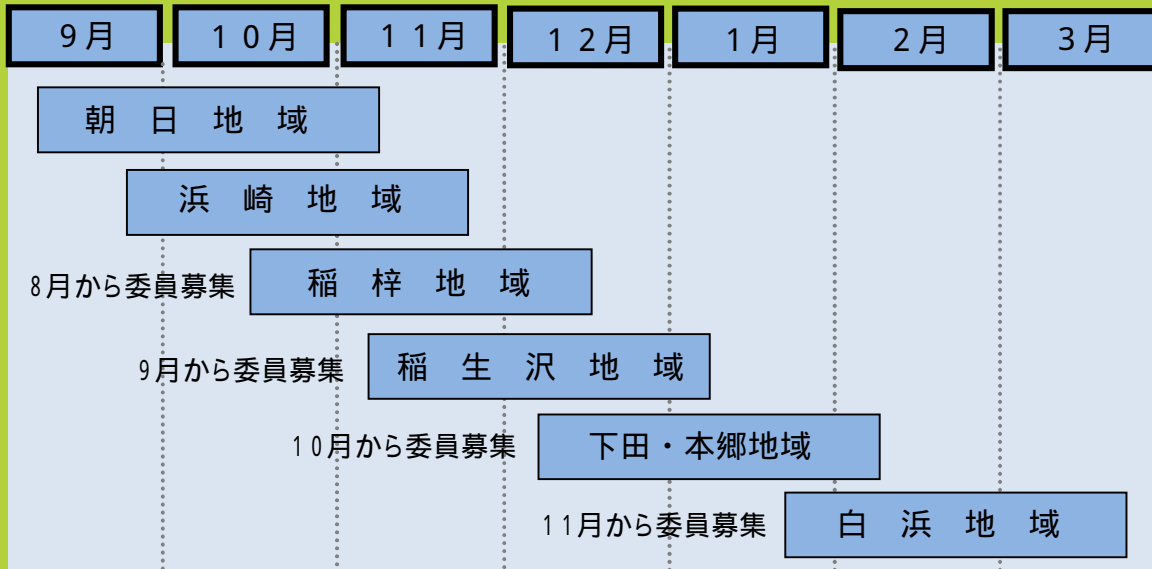 9月 10月 11月 12月 1月 2月 3月
朝日地域
浜崎地域
8月から委員募集 稲梓地域
9月から委員募集 稲生沢地域
10月から委員募集 下田・本郷地域
11月から委員募集 白浜地域